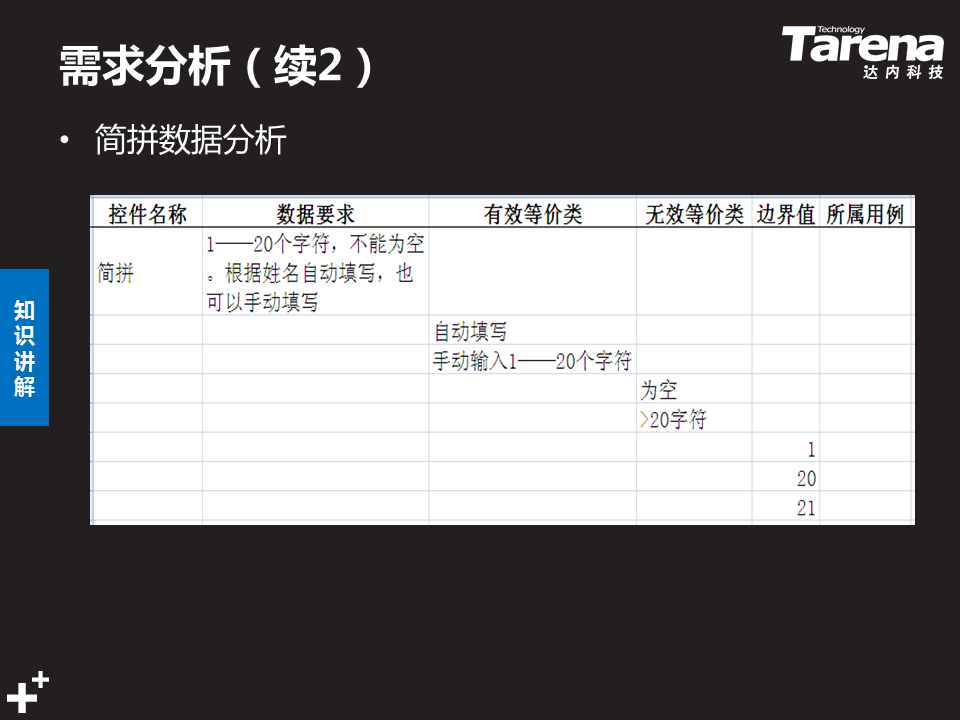 需求分析（续2）
Technology
Tarena
达内科技
• 简拼数据分析
控件名称 数据要求 有效等价类 无效等价类 边界值 所属用例
简拼
1——20个字符，不能为空
。根据姓名自动填写，也
可以手动填写
自动填写
手动输入1——20个字符
为空
>20字符
1
20
21
知识讲解